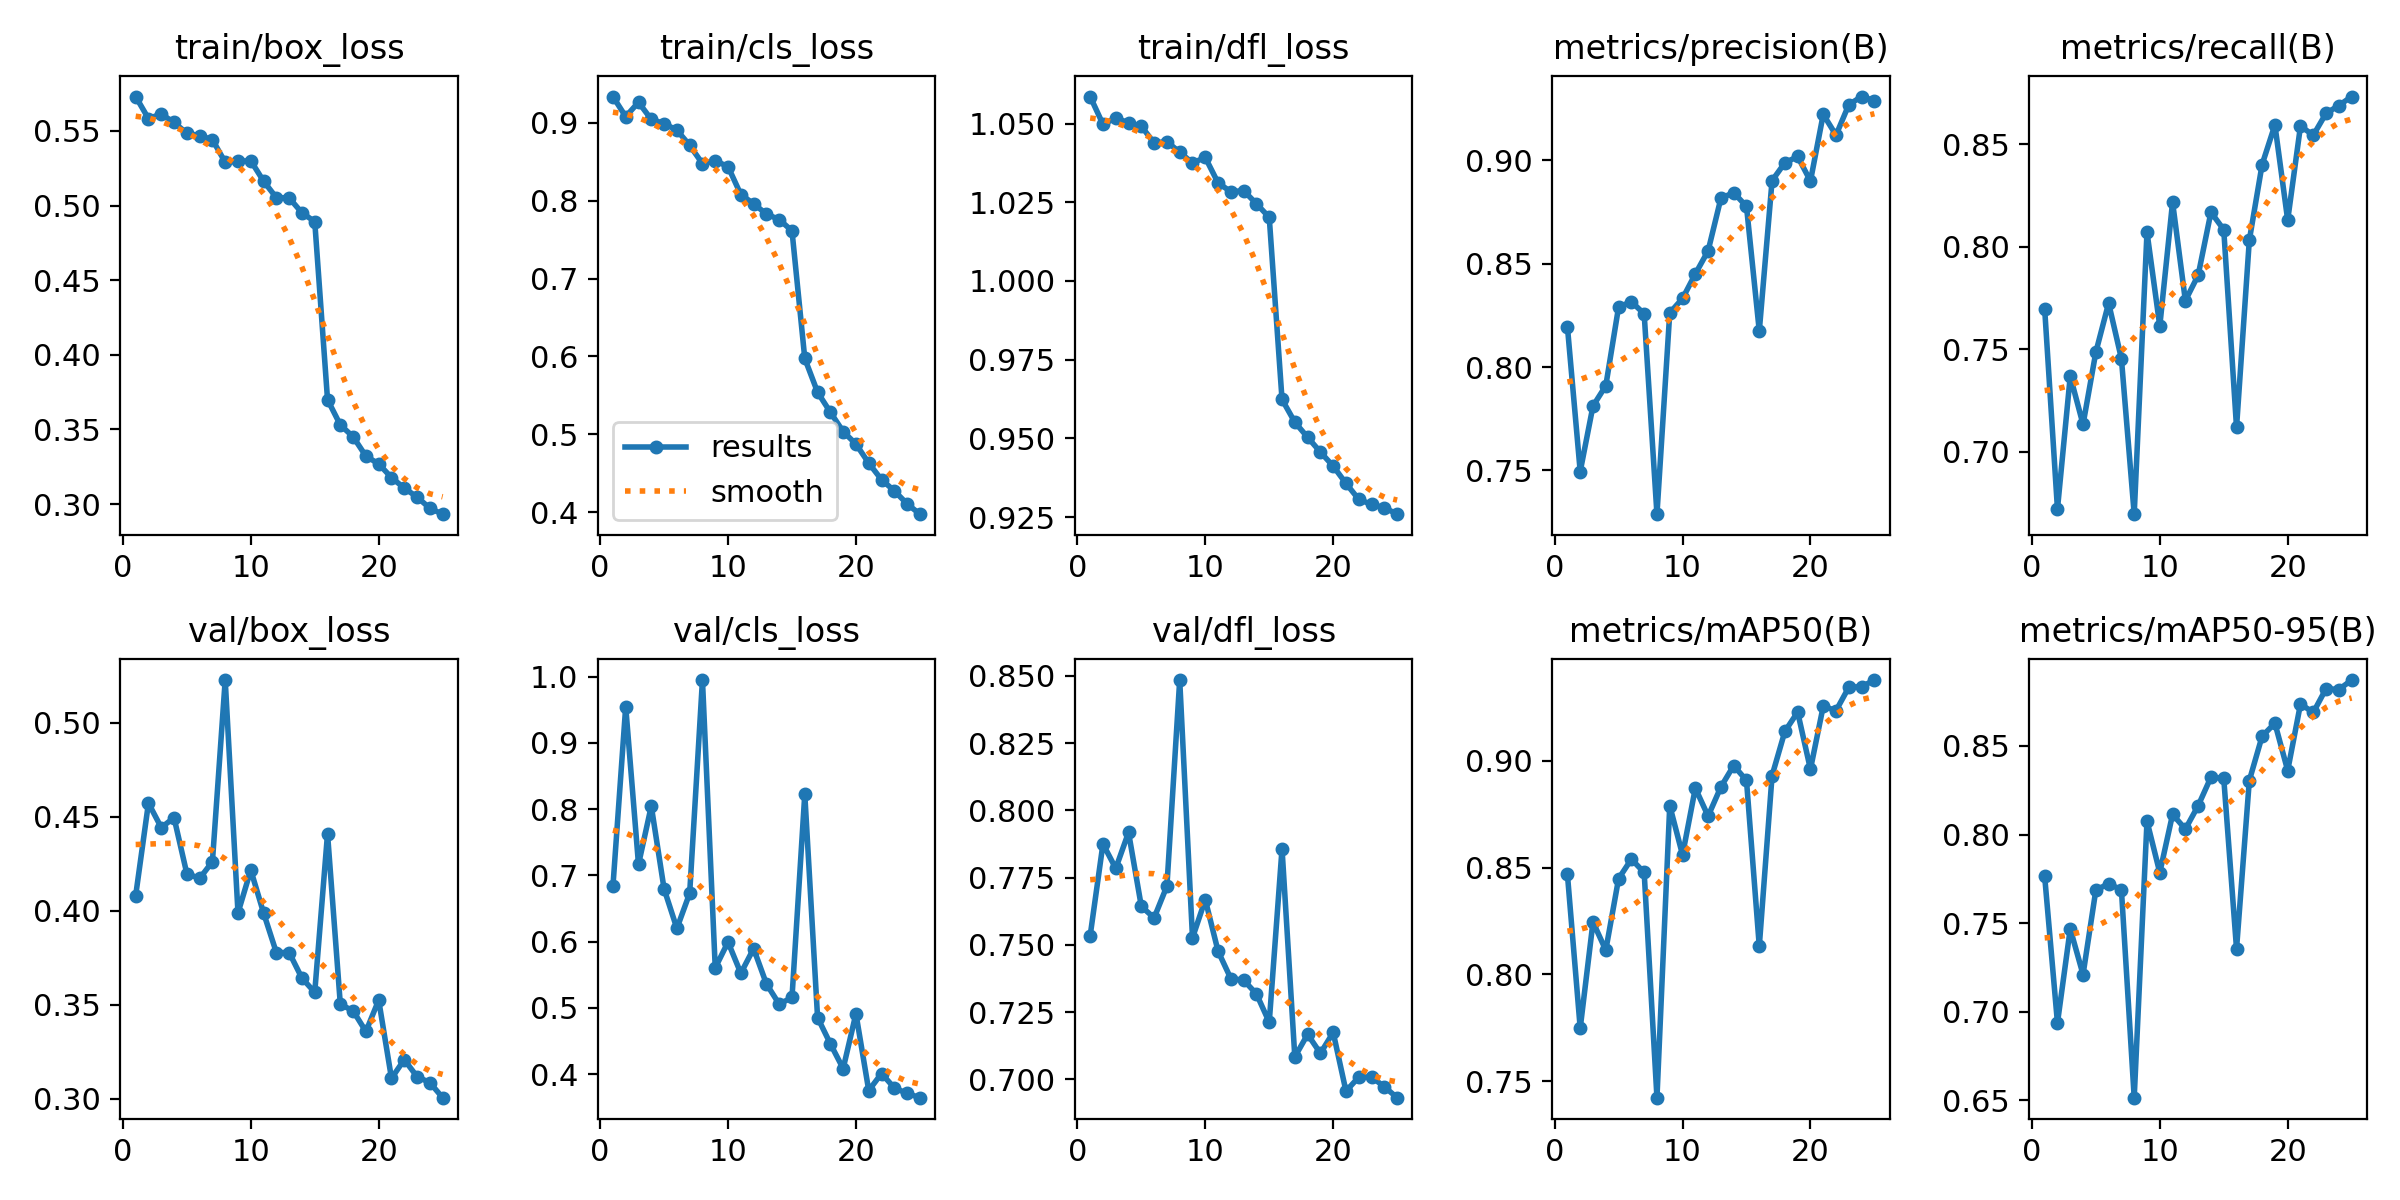 train/box_loss
0.55
0.50
0.45
0.40
0.35
0.30
0 10 20
train/cls_loss
0.9
0.8
0.7
0.6
0.5
0.4
results
smooth
0 10 20
train/dfl_loss
1.050
1.025
1.000
0.975
0.950
0.925
0 10 20
metrics/precision(B)
0.90
0.85
0.80
0.75
0 10 20
metrics/recall(B)
0.85
0.80
0.75
0.70
0 10 20
val/box_loss
0.50
0.45
0.40
0.35
0.30
0 10 20
val/cls_loss
1.0
0.9
0.8
0.7
0.6
0.5
0.4
0 10 20
val/dfl_loss
0.850
0.825
0.800
0.775
0.750
0.725
0.700
0 10 20
metrics/mAP50(B)
0.90
0.85
0.80
0.75
0 10 20
metrics/mAP50-95(B)
0.85
0.80
0.75
0.70
0.65
0 10 20